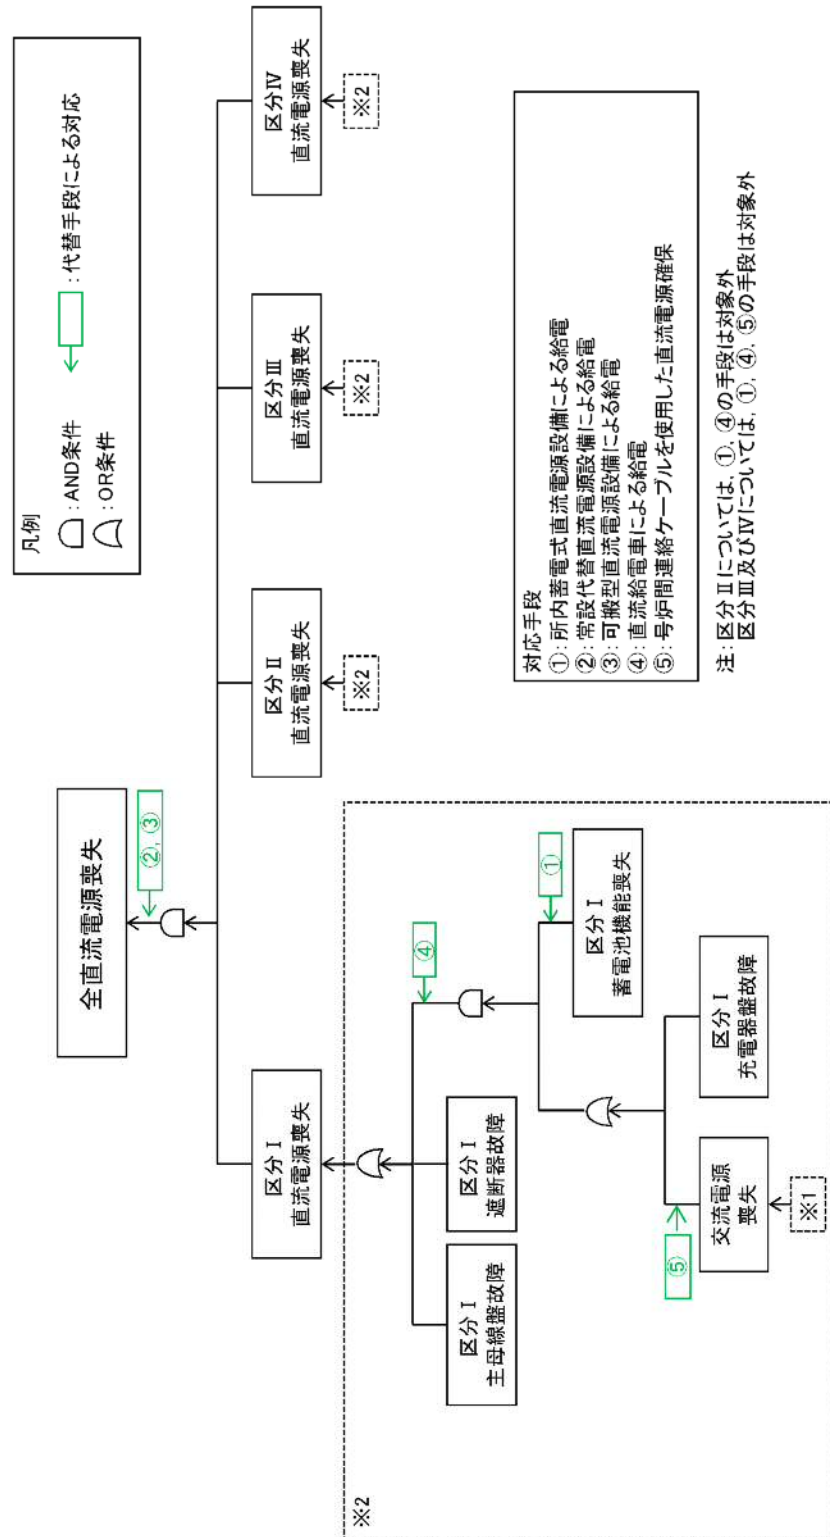 凡例
：AND条件
：OR条件
：代替手段による対応
全直流電源喪失
②，③
区分Ⅰ
直流電源喪失
区分Ⅱ
直流電源喪失
区分Ⅲ
直流電源喪失
区分Ⅳ
直流電源喪失
※2
※2
※2
※2
区分Ⅰ
主母線盤故障
区分Ⅰ
遮断器故障
④
①
区分Ⅰ
蓄電池機能喪失
⑤
交流電源
喪失
※1
区分Ⅰ
充電器盤故障
対応手段
①：所内蓄電式直流電源設備による給電
②：常設代替直流電源設備による給電
③：可搬型直流電源設備による給電
④：直流給電車による給電
⑤：号炉間連絡ケーブルを使用した直流電源確保
注：区分Ⅱについては，①，④の手段は対象外
区分Ⅲ及びⅣについては，①，④，⑤の手段は対象外